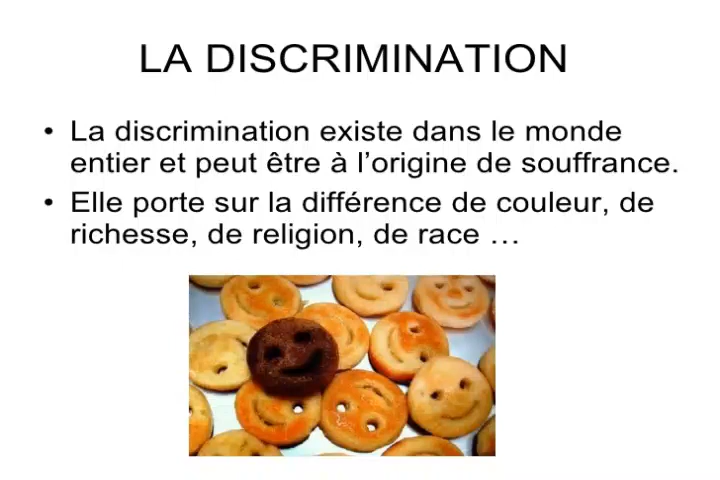 LA DISCRIMINATION
• La discrimination existe dans le monde
entier et peut être à l’origine de souffrance.
• Elle porte sur la différence de couleur, de
richesse, de religion, de race …